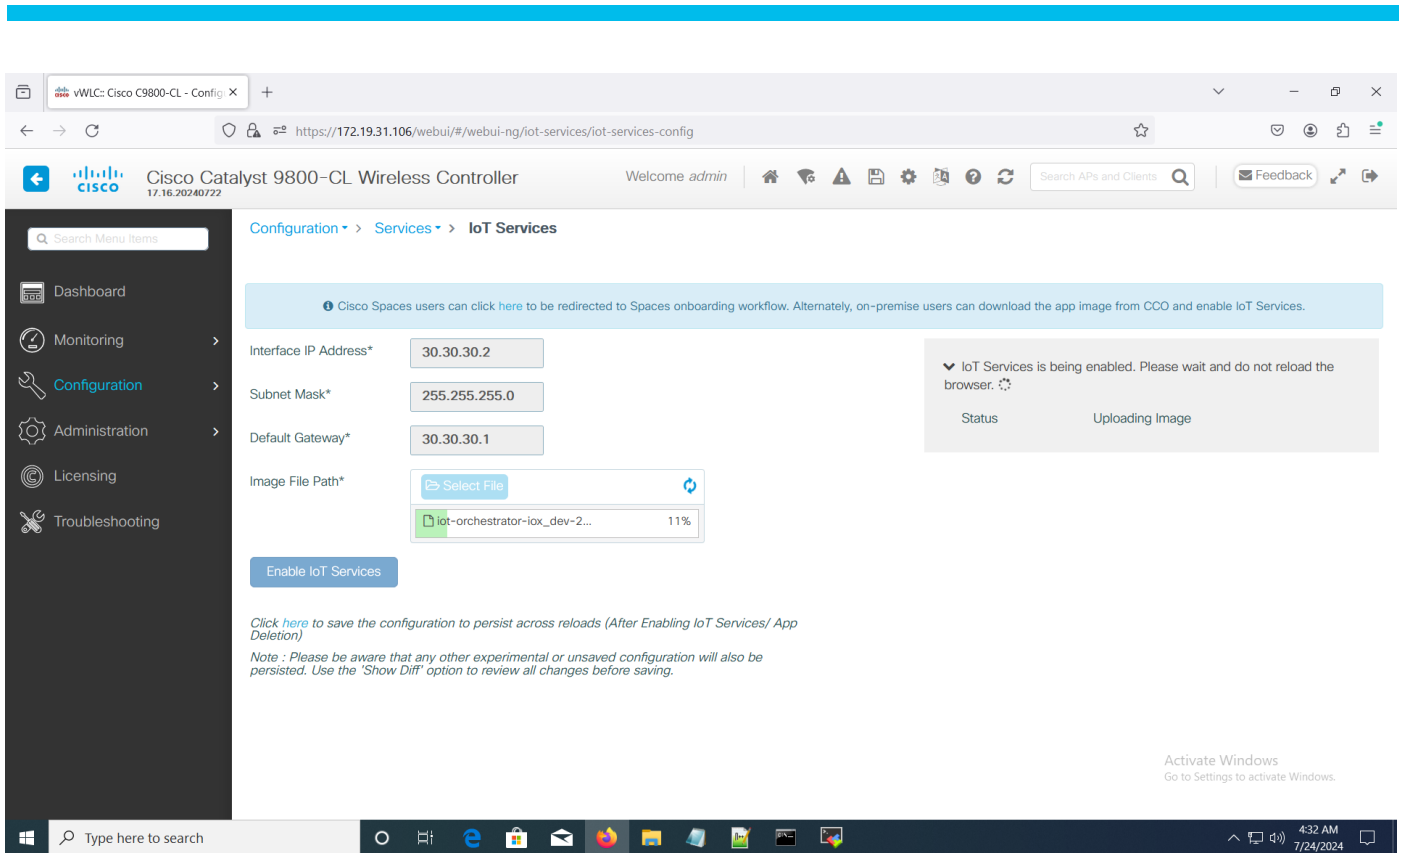 vWLC:: Cisco C9800-CL - Config
https://172.19.31.106/webui/#/webui-ng/iot-services/iot-services-config
cisco
Cisco Catalyst 9800-CL Wireless Controller
17.16.20240722
Welcome admin
Search APs and Clients
Feedback
Search Menu Items
Dashboard
Monitoring
Configuration
Administration
Licensing
Troubleshooting
Configuration > Services > IoT Services
Cisco Spaces users can click here to be redirected to Spaces onboarding workflow. Alternately, on-premise users can download the app image from CCO and enable IoT Services.
Interface IP Address* 30.30.30.2
Subnet Mask* 255.255.255.0
Default Gateway* 30.30.30.1
Image File Path* Select File
iot-orchestrator-iox_dev-2... 11%
Enable IoT Services
Click here to save the configuration to persist across reloads (After Enabling IoT Services/ App
Deletion)
Note : Please be aware that any other experimental or unsaved configuration will also be
persisted. Use the 'Show Diff' option to review all changes before saving.
IoT Services is being enabled. Please wait and do not reload the
browser.
Status Uploading Image
Activate Windows
Go to Settings to activate Windows.
Type here to search
4:32 AM
7/24/2024